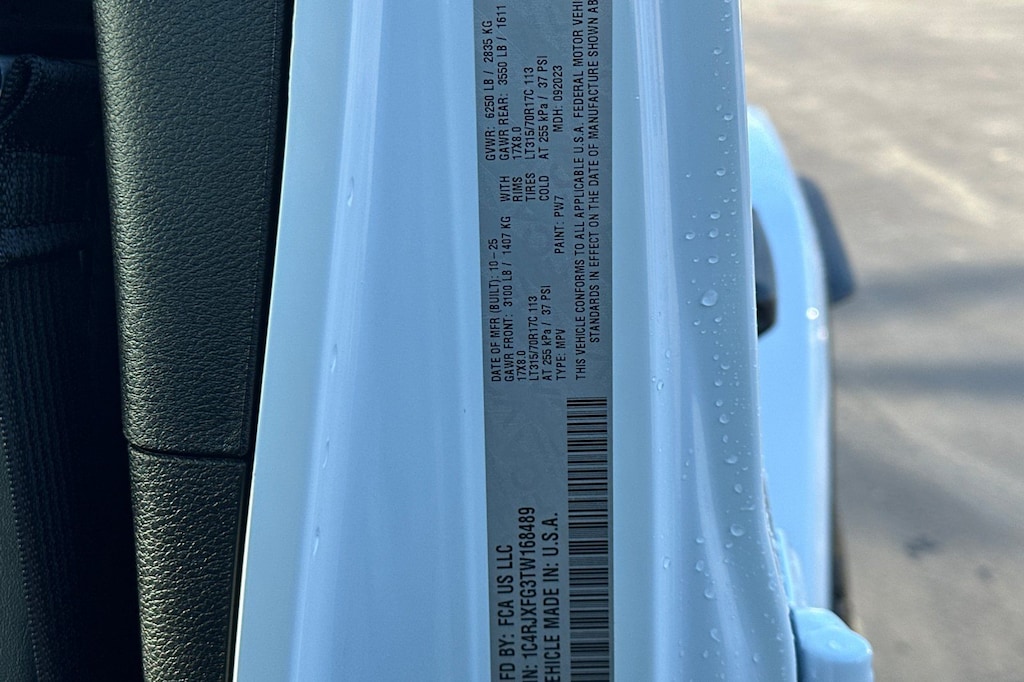 MFD BY: FCA US LLC
VIN: 1C4RJXFG3TW168489
VEHICLE MADE IN: U.S.A.
DATE OF MFR (BUILT): 10-25 GVWR: 6250 LB / 2835 KG
GAWR FRONT: 3100 LB / 1407 KG WITH GAWR REAR: 3550 LB / 1611
17X8.0 RIMS 17X8.0
LT315/70R17C 113 TIRES LT315/70R17C 113
AT 255 kPa / 37 PSI COLD AT 255 kPa / 37 PSI
TYPE: MPV PAINT: PW7 MDH: 092023
THIS VEHICLE CONFORMS TO ALL APPLICABLE U.S.A. FEDERAL MOTOR VEHI
STANDARDS IN EFFECT ON THE DATE OF MANUFACTURE SHOWN AB